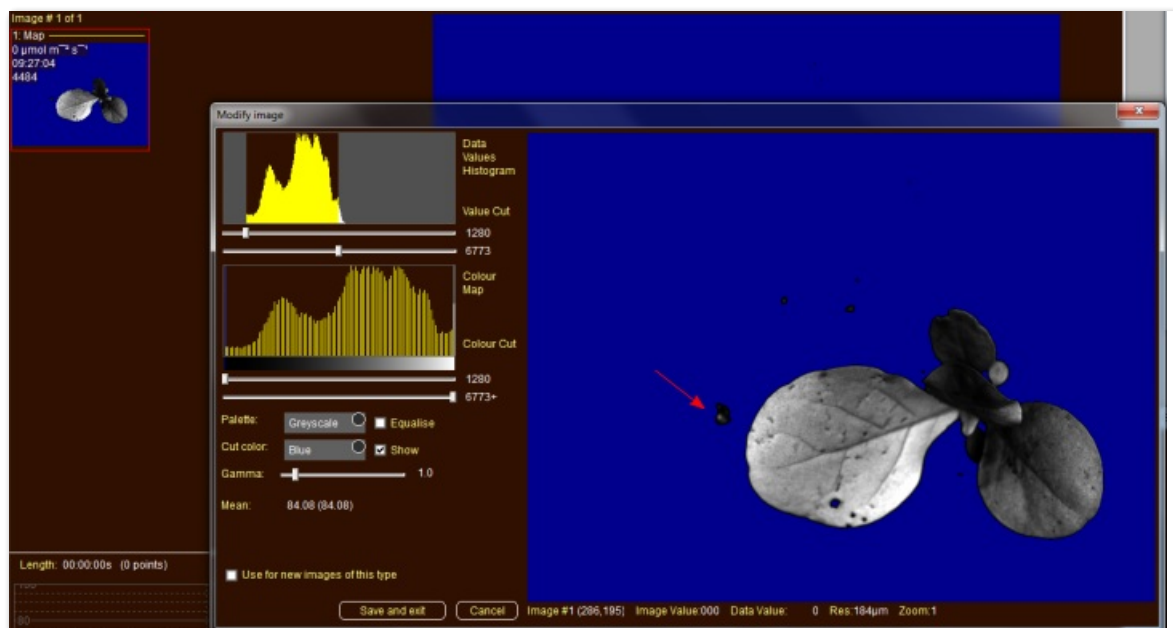 Image # 1 of 1
1: Map
0 µmol m⁻² s⁻¹
09:27:04
4484
Modify image
Data
Values
Histogram
Value Cut
1280
6773
Colour
Map
Colour Cut
1280
6773+
Palette: Greyscale Equalise
Cut color: Blue Show
Gamma: 1.0
Mean: 84.08 (84.08)
Length: 00:00:00s (0 points)
Use for new images of this type
100
80
Save and exit Cancel Image #1 (286,195) Image Value:000 Data Value: 0 Res:184µm Zoom:1